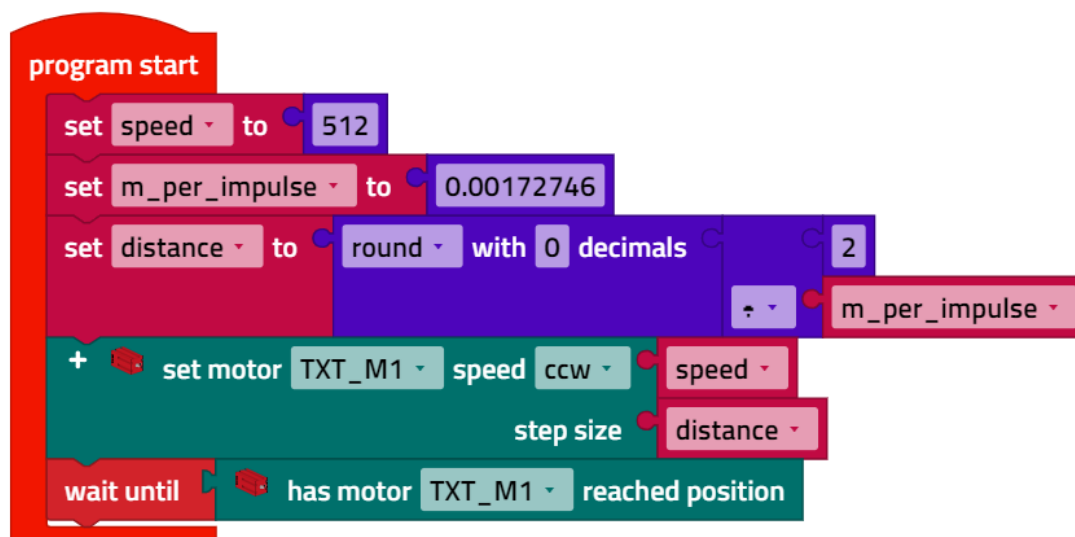 program start
set speed to 512
set m_per_impulse to 0.00172746
set distance to round with 0 decimals 2
÷ m_per_impulse
+ set motor TXT_M1 speed ccw speed
step size distance
wait until has motor TXT_M1 reached position